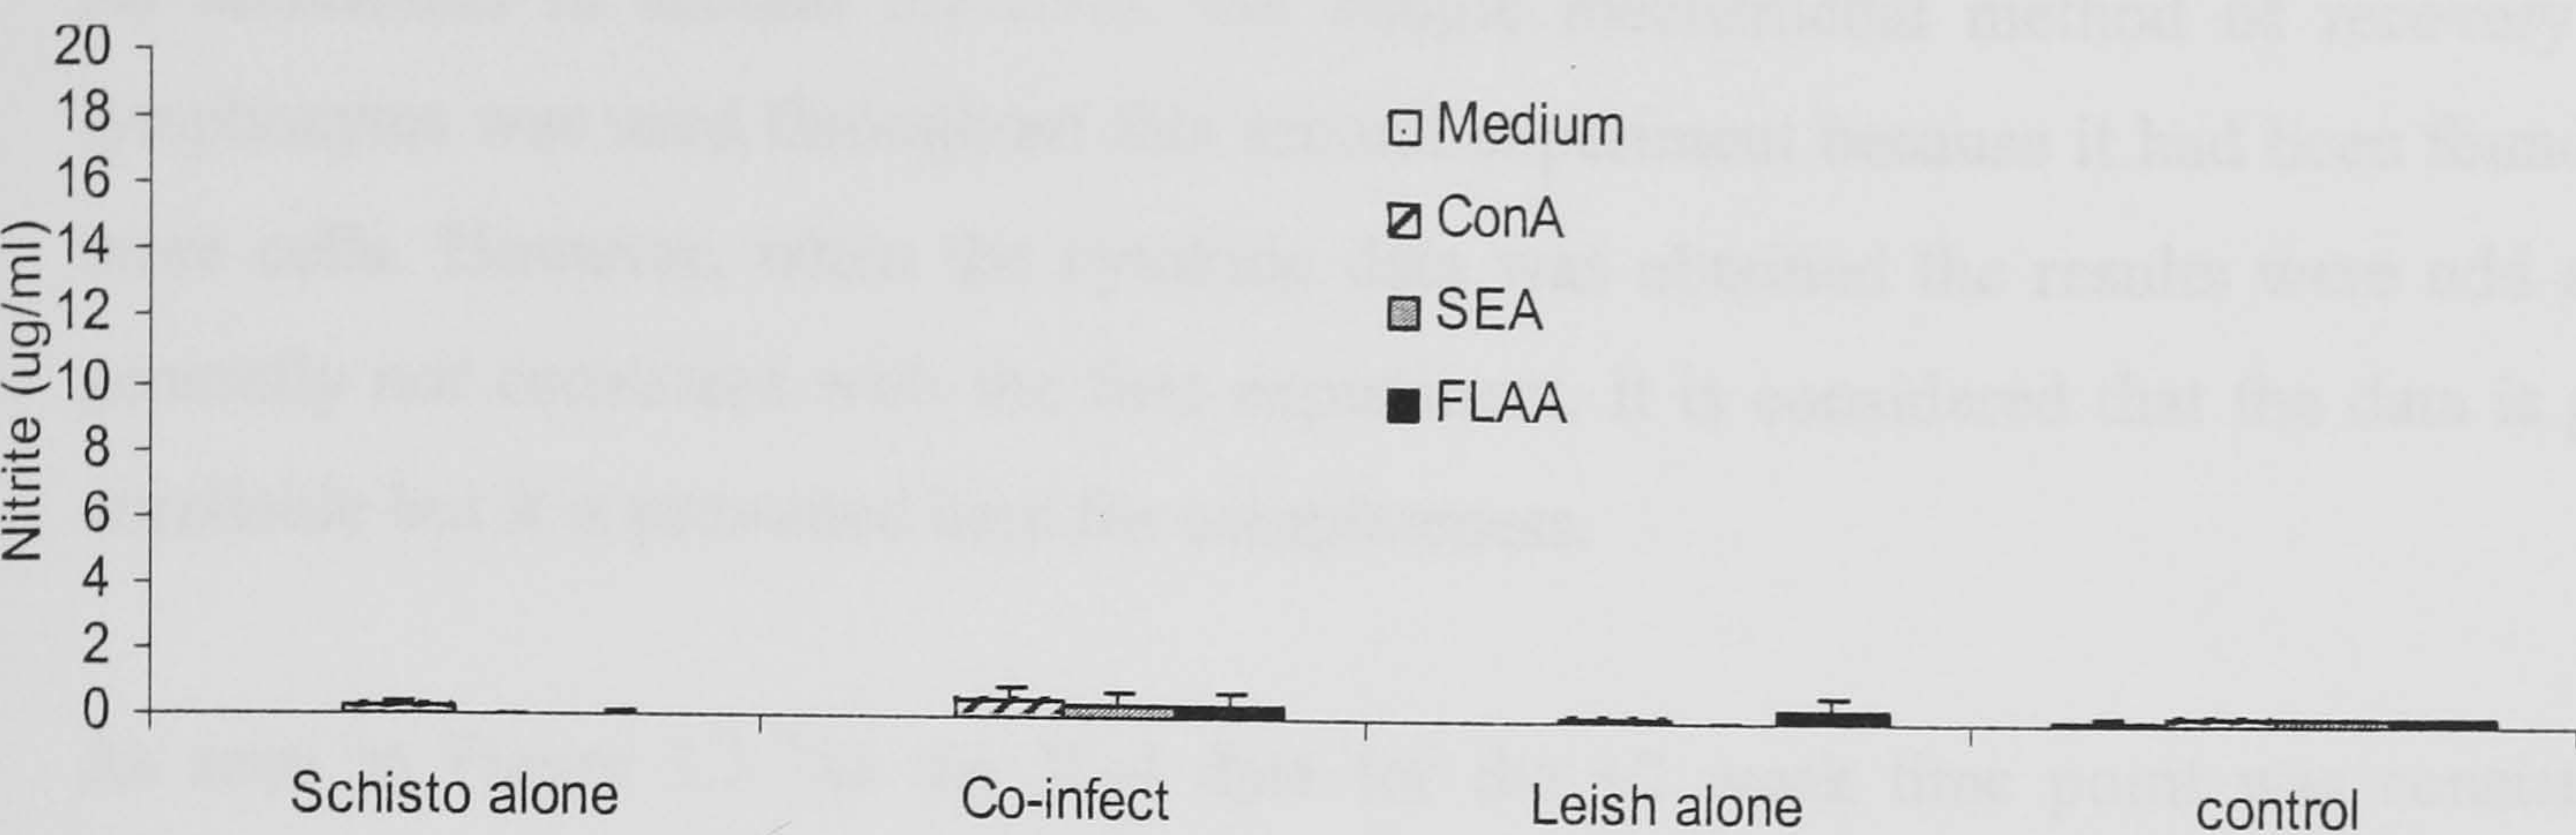 20
18
16
14
12
10
8
6
4
2
0
Nitrite (ug/ml)
Medium
ConA
SEA
FLAA
Schisto alone
Co-infect
Leish alone
control